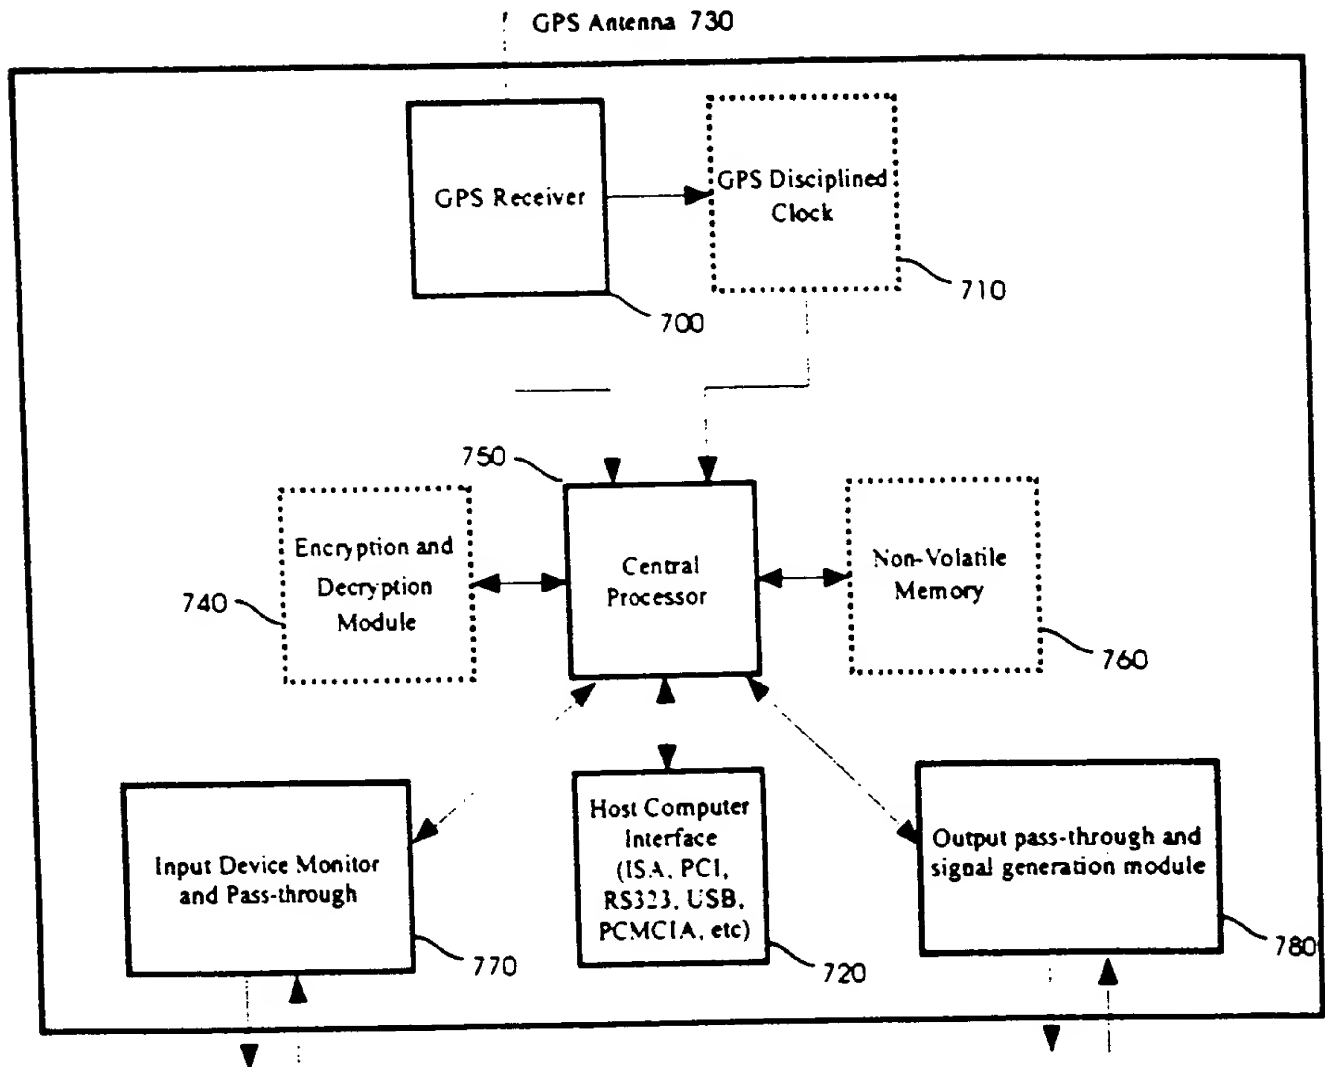 GPS Antenna 730
GPS Receiver
700
GPS Disciplined
Clock
710
750
Central
Processor
Encryption and
Decryption
Module
740
Non-Volatile
Memory
760
Input Device Monitor
and Pass-through
770
Host Computer
Interface
(ISA, PCI,
RS323, USB,
PCMCIA, etc)
720
Output pass-through and
signal generation module
780